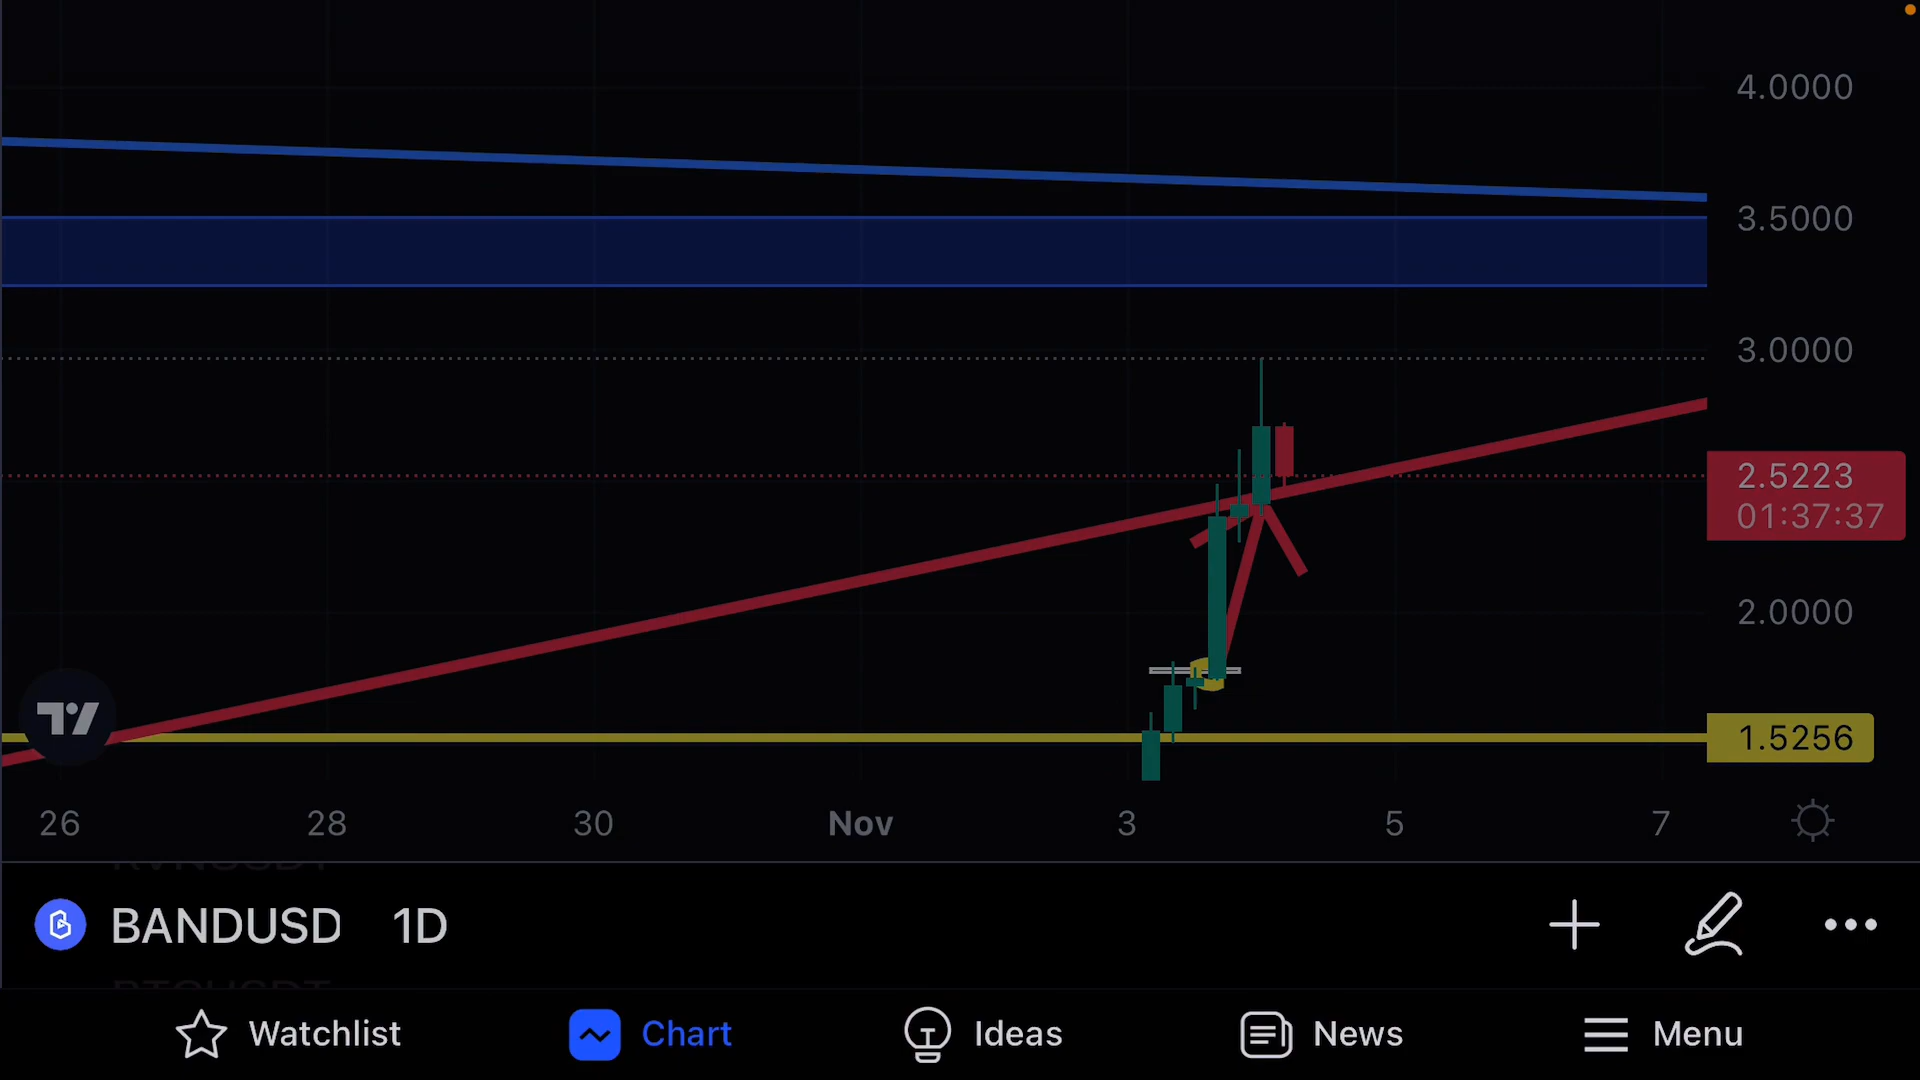 4.0000
3.5000
3.0000
2.5223
01:37:37
2.0000
1.5256
26 28 30 Nov 3 5 7
BANDUSD 1D
Watchlist Chart Ideas News Menu